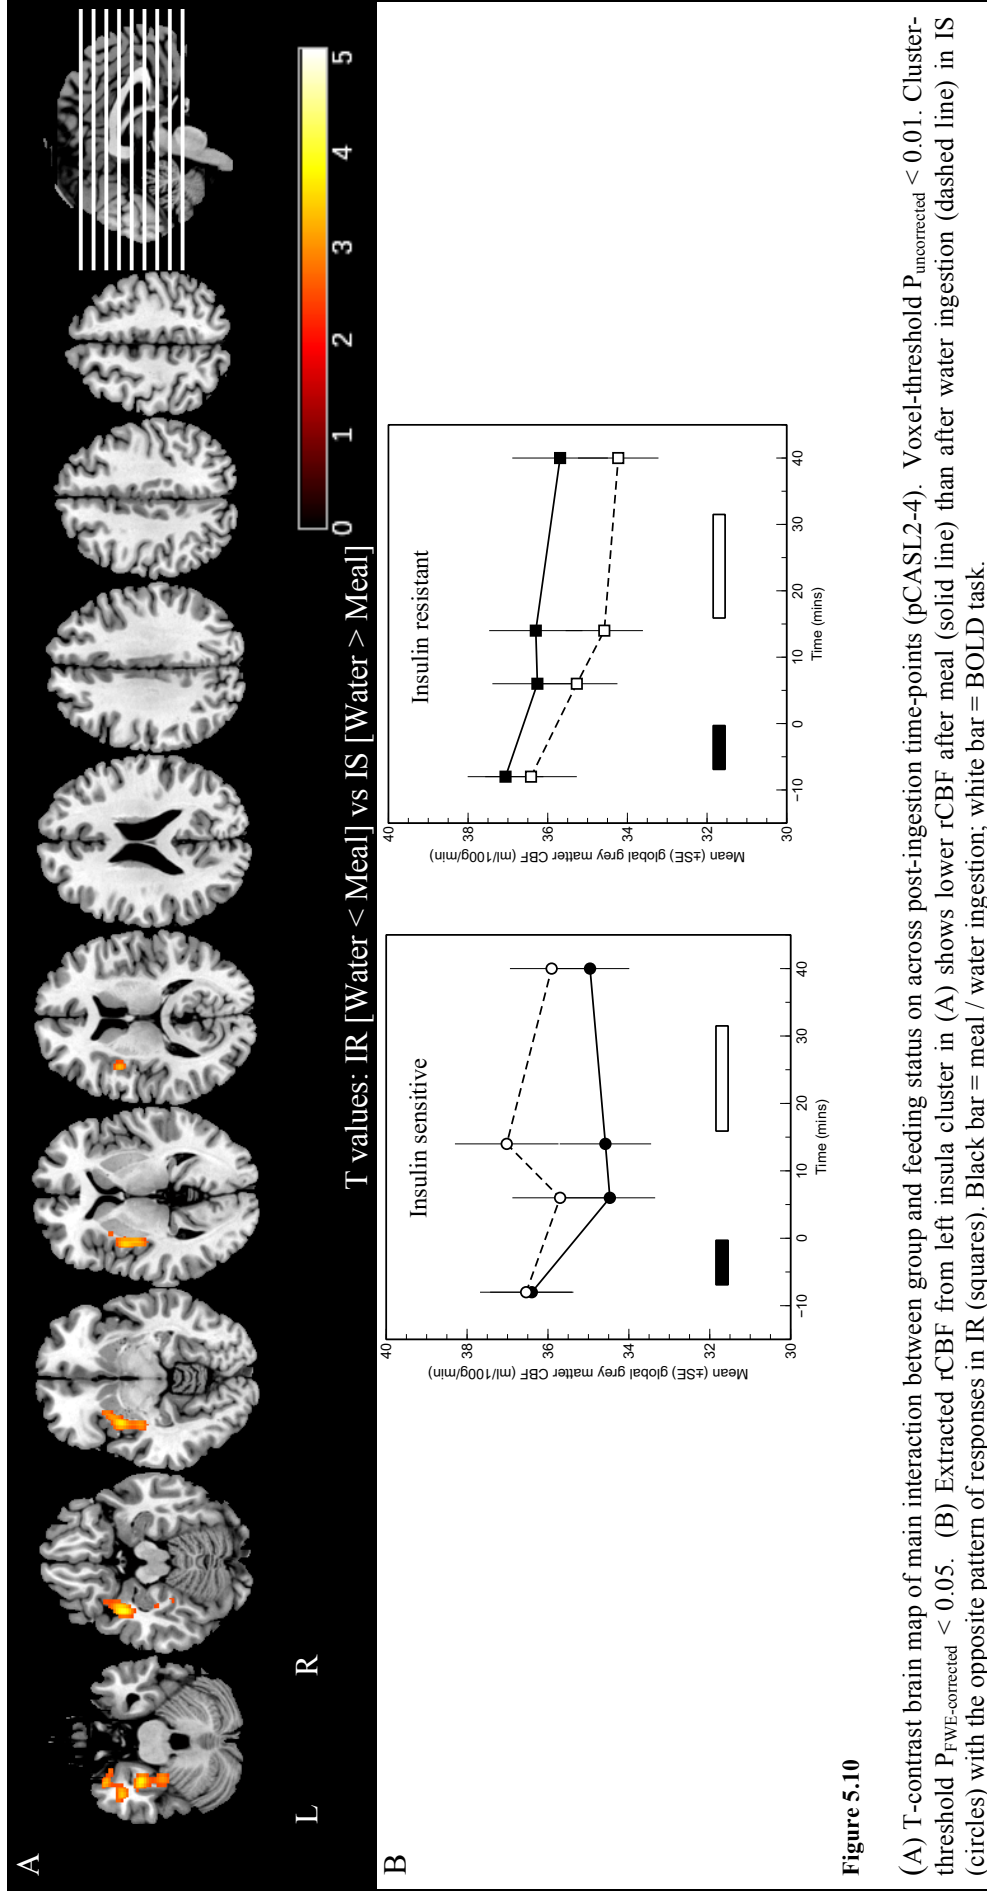 A
L
R
0 1 2 3 4 5
T values: IR [Water < Meal] vs IS [Water > Meal]
B
Insulin sensitive
Mean (±SE) global grey matter CBF (ml/100g/min)
40
38
36
34
32
30
−10 0 10 20 30 40
Time (mins)
Insulin resistant
Mean (±SE) global grey matter CBF (ml/100g/min)
40
38
36
34
32
30
−10 0 10 20 30 40
Time (mins)
Figure 5.10
(A) T-contrast brain map of main interaction between group and feeding status on across post-ingestion time-points (pCASL2-4). Voxel-threshold P_uncorrected < 0.01. Cluster-
threshold P_FWE-corrected < 0.05. (B) Extracted rCBF from left insula cluster in (A) shows lower rCBF after meal (solid line) than after water ingestion (dashed line) in IS
(circles) with the opposite pattern of responses in IR (squares). Black bar = meal / water ingestion; white bar = BOLD task.